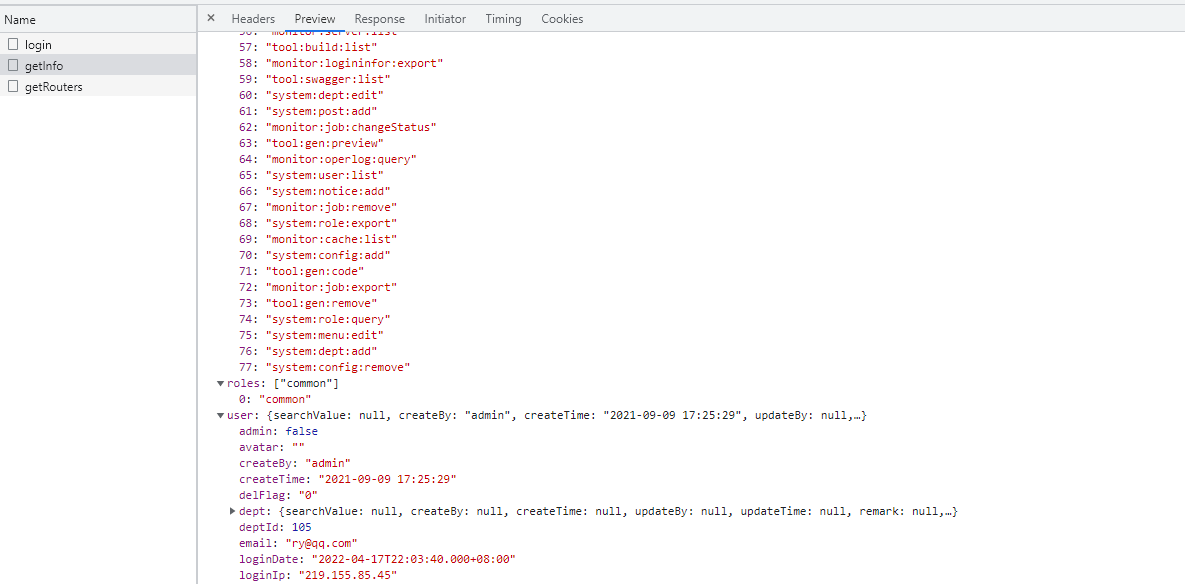 Name
× Headers Preview Response Initiator Timing Cookies
login
getInfo
getRouters
56: "monitor:server:list"
57: "tool:build:list"
58: "monitor:logininfor:export"
59: "tool:swagger:list"
60: "system:dept:edit"
61: "system:post:add"
62: "monitor:job:changeStatus"
63: "tool:gen:preview"
64: "monitor:operlog:query"
65: "system:user:list"
66: "system:notice:add"
67: "monitor:job:remove"
68: "system:role:export"
69: "monitor:cache:list"
70: "system:config:add"
71: "tool:gen:code"
72: "monitor:job:export"
73: "tool:gen:remove"
74: "system:role:query"
75: "system:menu:edit"
76: "system:dept:add"
77: "system:config:remove"
▼roles: ["common"]
0: "common"
▼user: {searchValue: null, createBy: "admin", createTime: "2021-09-09 17:25:29", updateBy: null,…}
admin: false
avatar: ""
createBy: "admin"
createTime: "2021-09-09 17:25:29"
delFlag: "0"
▶dept: {searchValue: null, createBy: null, createTime: null, updateBy: null, updateTime: null, remark: null,…}
deptId: 105
email: "ry@qq.com"
loginDate: "2022-04-17T22:03:40.000+08:00"
loginIp: "219.155.85.45"